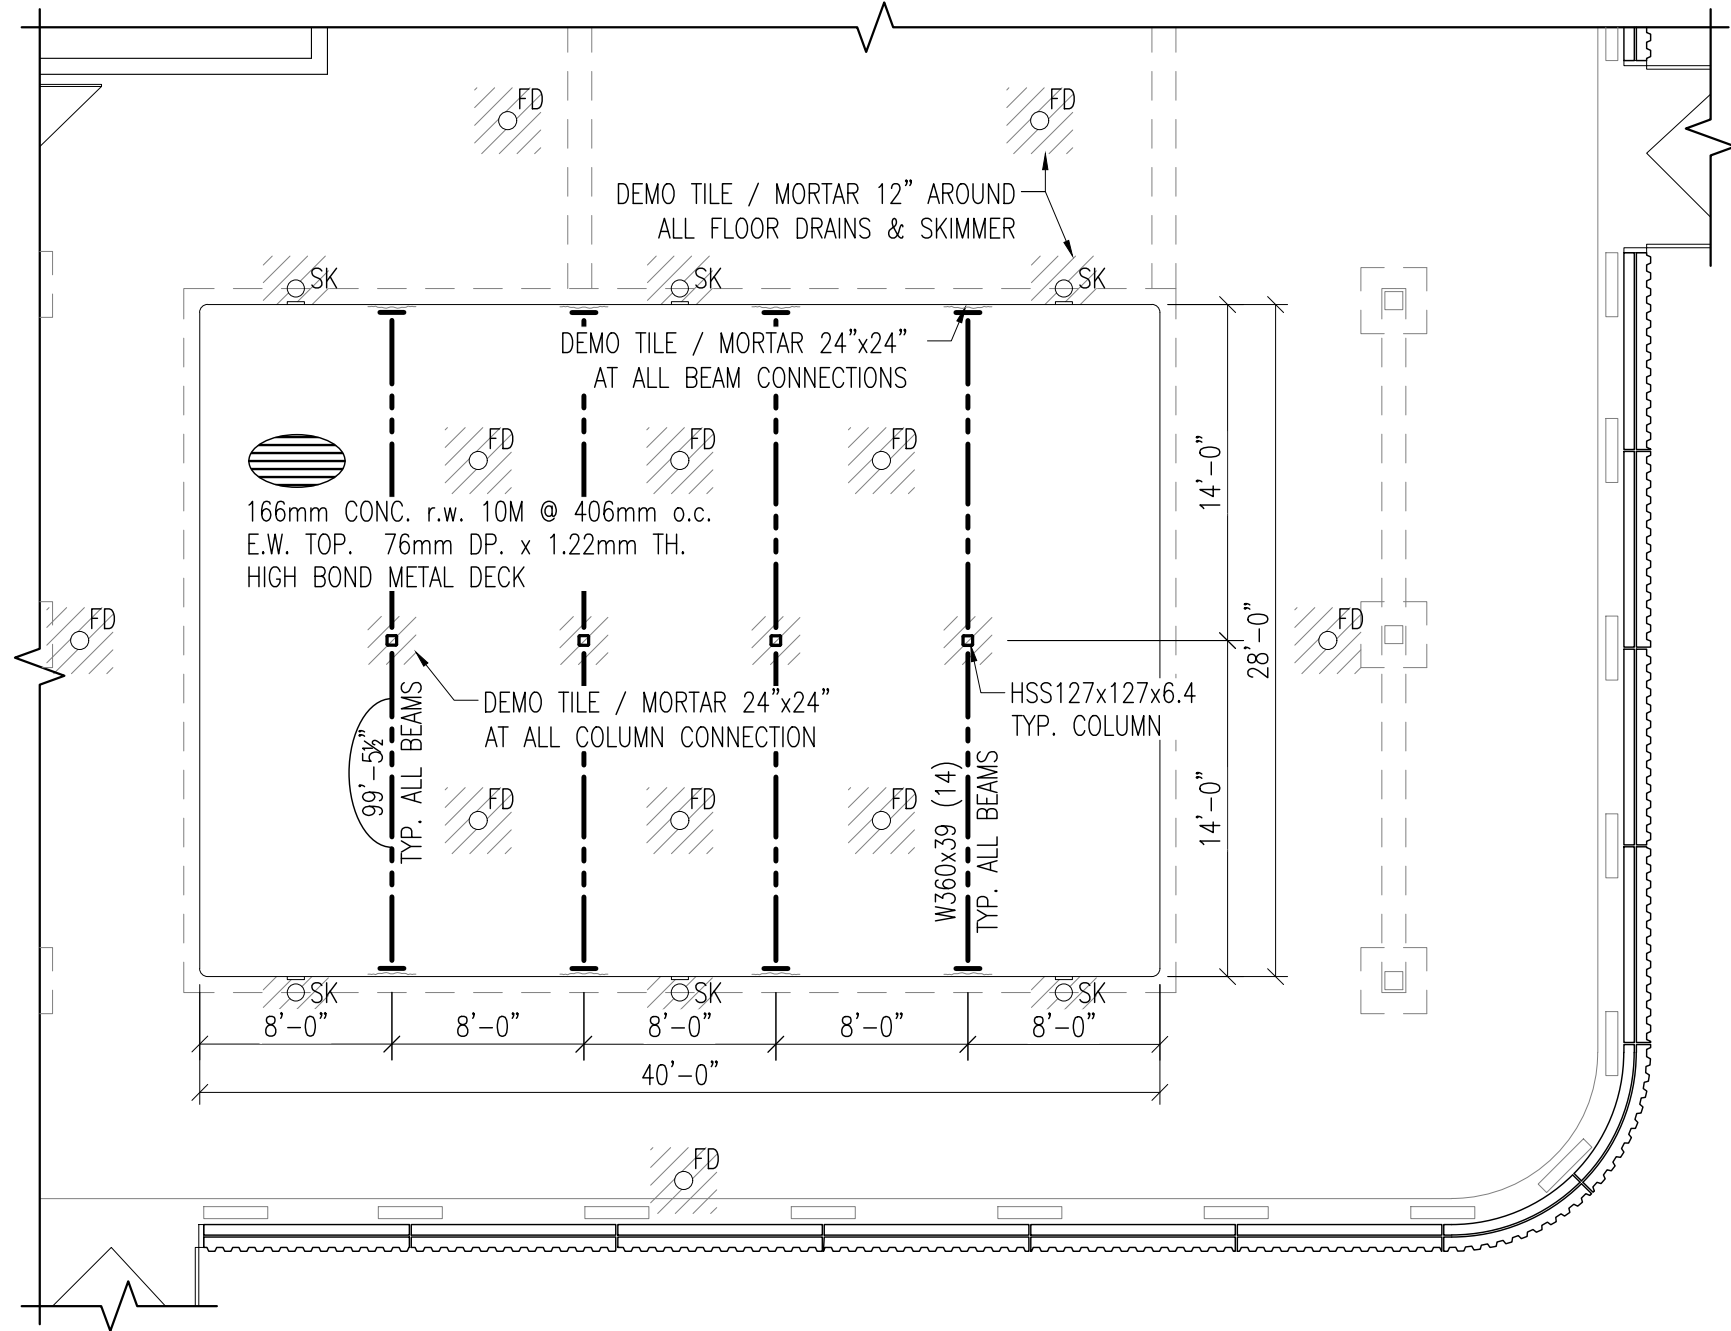 FD
FD
DEMO TILE / MORTAR 12" AROUND
ALL FLOOR DRAINS & SKIMMER
SK
SK
SK
DEMO TILE / MORTAR 24"x24"
AT ALL BEAM CONNECTIONS
FD
FD
FD
14'-0"
166mm CONC. r.w. 10M @ 406mm o.c.
E.W. TOP. 76mm DP. x 1.22mm TH.
HIGH BOND METAL DECK
FD
FD
28'-0"
DEMO TILE / MORTAR 24"x24"
AT ALL COLUMN CONNECTION
HSS127x127x6.4
TYP. COLUMN
99'-5½"
TYP. ALL BEAMS
W360x39 (14)
TYP. ALL BEAMS
14'-0"
FD
FD
FD
SK
SK
SK
8'-0"
8'-0"
8'-0"
8'-0"
8'-0"
40'-0"
FD